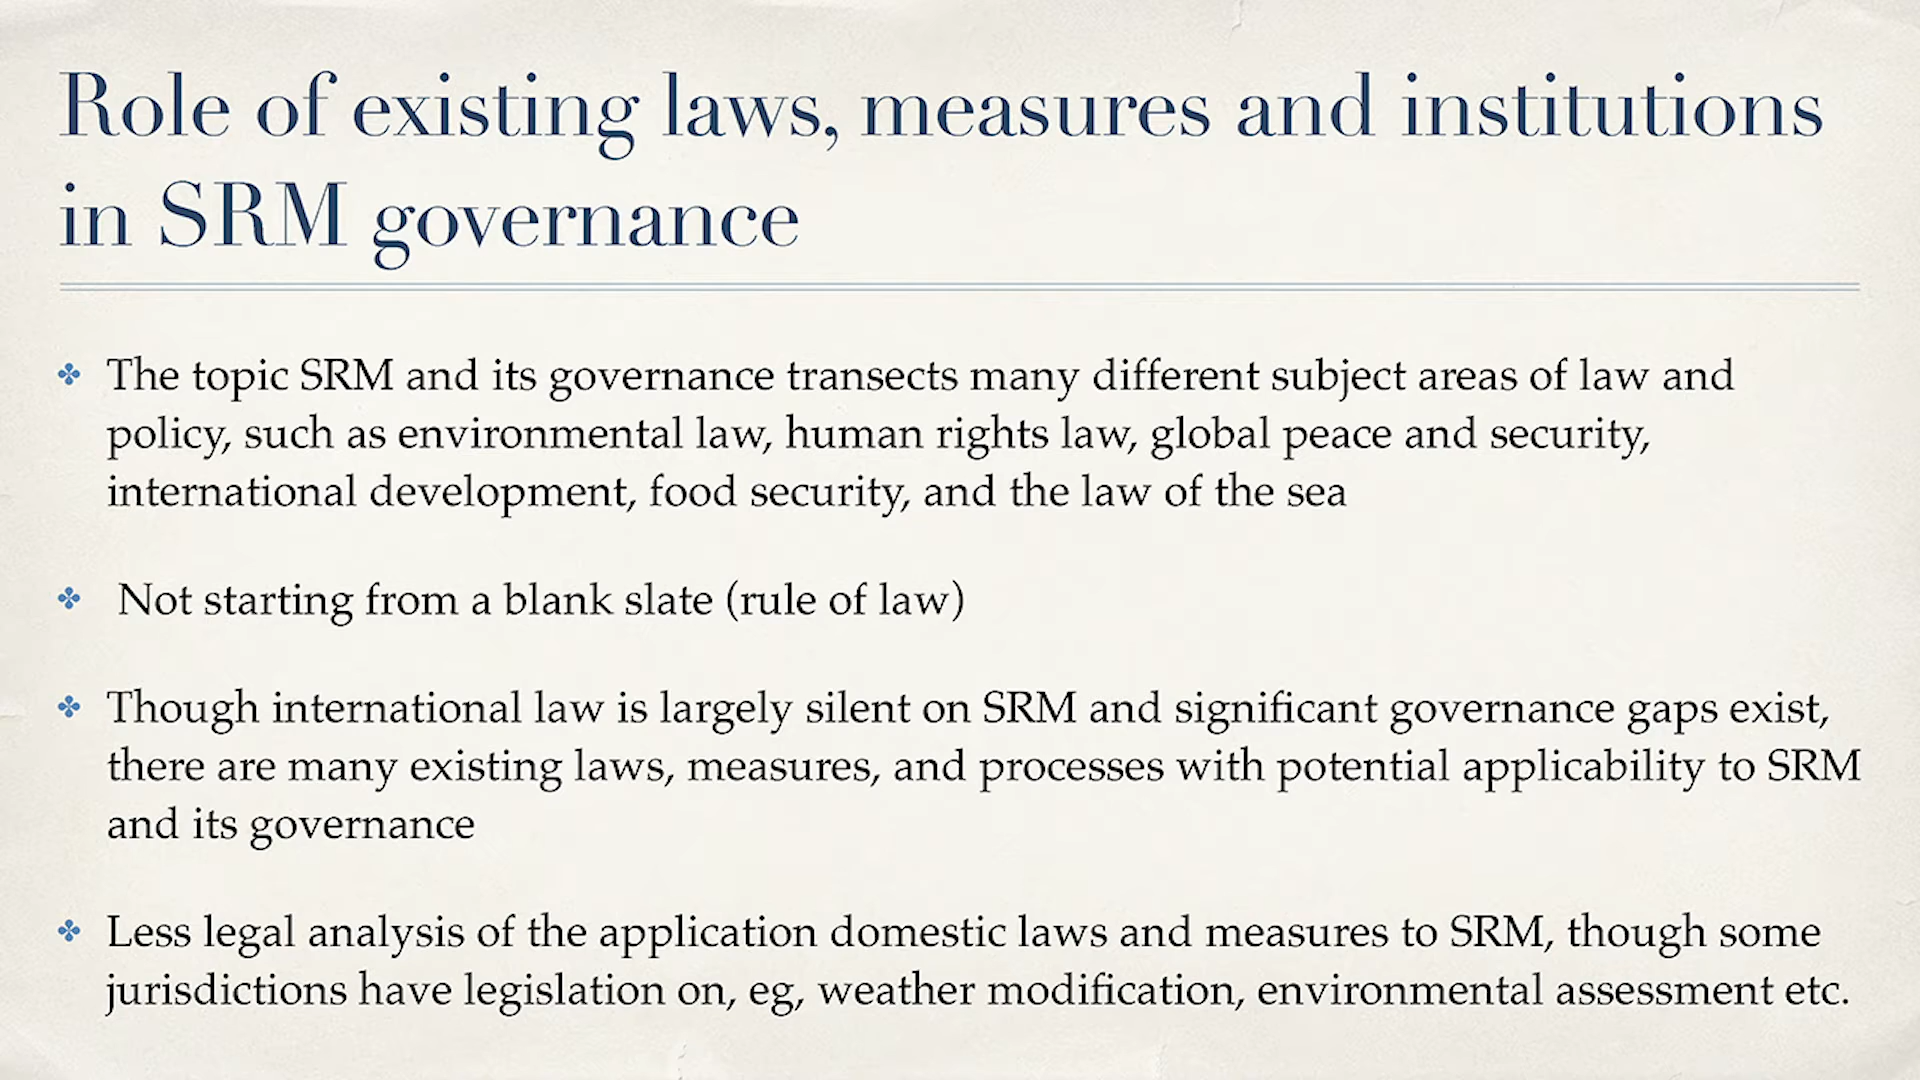 Role of existing laws, measures and institutions
in SRM governance
The topic SRM and its governance transects many different subject areas of law and
policy, such as environmental law, human rights law, global peace and security,
international development, food security, and the law of the sea
Not starting from a blank slate (rule of law)
Though international law is largely silent on SRM and significant governance gaps exist,
there are many existing laws, measures, and processes with potential applicability to SRM
and its governance
Less legal analysis of the application domestic laws and measures to SRM, though some
jurisdictions have legislation on, eg, weather modification, environmental assessment etc.